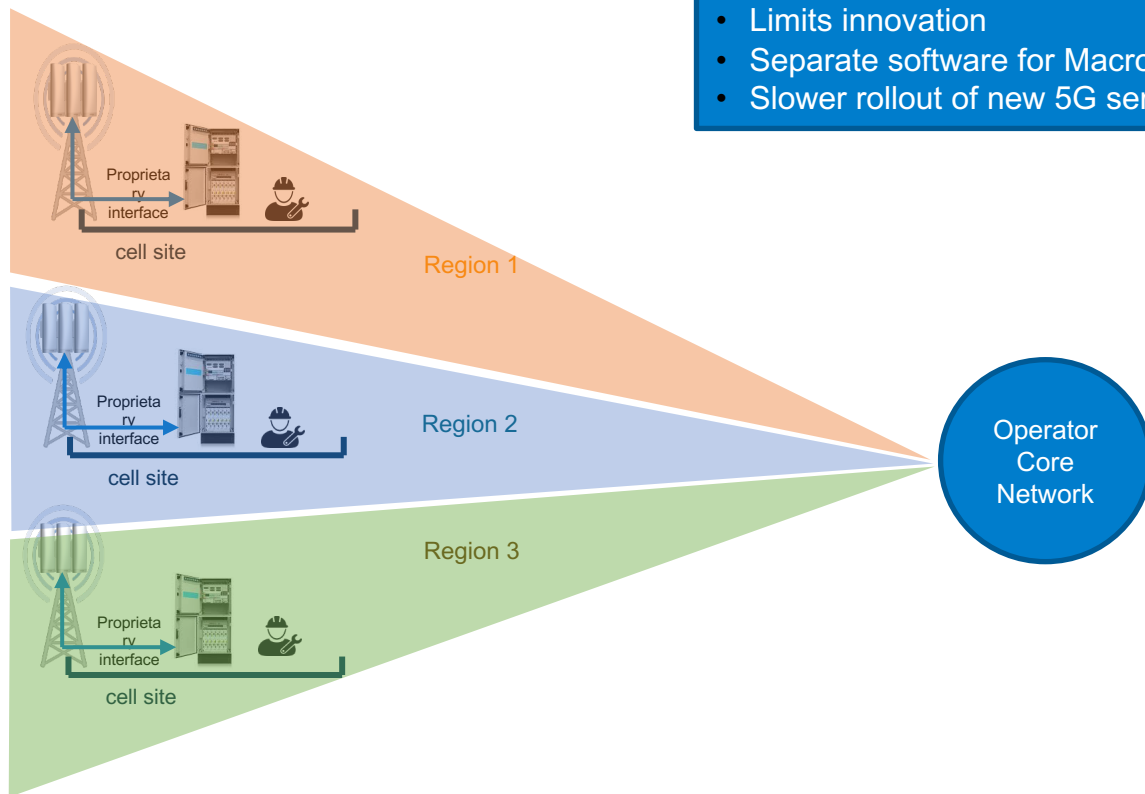 • Limits innovation
• Separate software for Macro
• Slower rollout of new 5G ser
Proprieta
ry
interface
cell site
Region 1
Proprieta
ry
interface
cell site
Region 2
Operator
Core
Network
Region 3
Proprieta
ry
interface
cell site